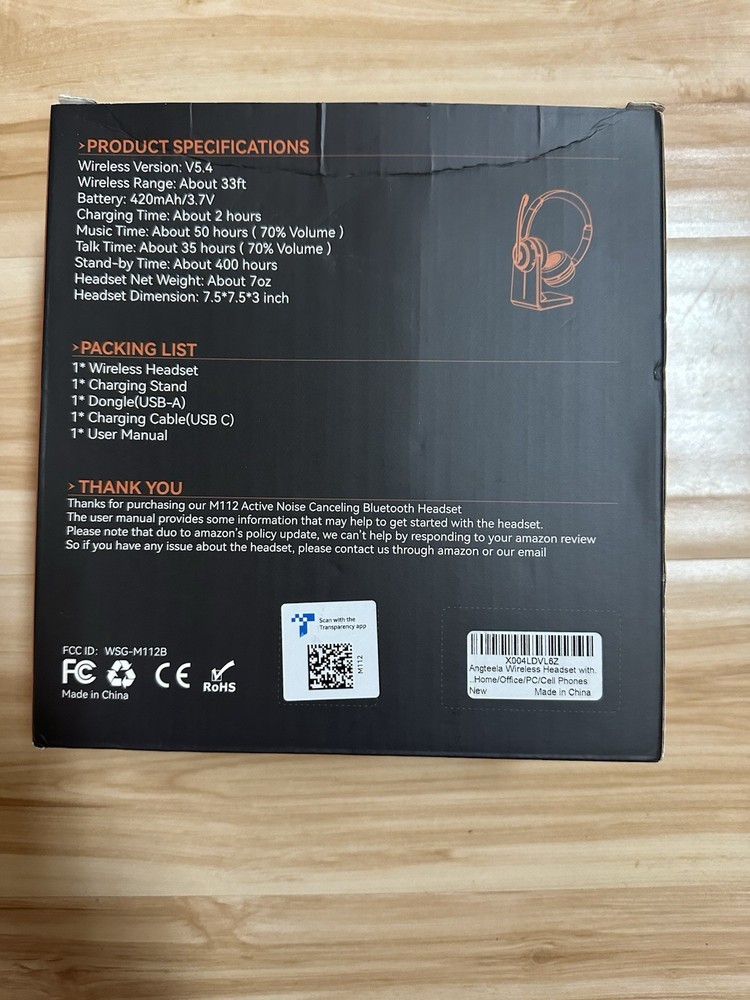 >PRODUCT SPECIFICATIONS
Wireless Version: V5.4
Wireless Range: About 33ft
Battery: 420mAh/3.7V
Charging Time: About 2 hours
Music Time: About 50 hours ( 70% Volume )
Talk Time: About 35 hours ( 70% Volume )
Stand-by Time: About 400 hours
Headset Net Weight: About 7oz
Headset Dimension: 7.5*7.5*3 inch
>PACKING LIST
1* Wireless Headset
1* Charging Stand
1* Dongle(USB-A)
1* Charging Cable(USB C)
1* User Manual
> THANK YOU
Thanks for purchasing our M112 Active Noise Canceling Bluetooth Headset
The user manual provides some information that may help to get started with the headset.
Please note that duo to amazon's policy update, we can't help by responding to your amazon review
So if you have any issue about the headset, please contact us through amazon or our email
FCC ID: WSG-M112B
FC CE RoHS
Made in China
Scan with the
Transparency app
M112
X004LDVL6Z
Angteela Wireless Headset with.
..Home/Office/PC/Cell Phones
New Made in China